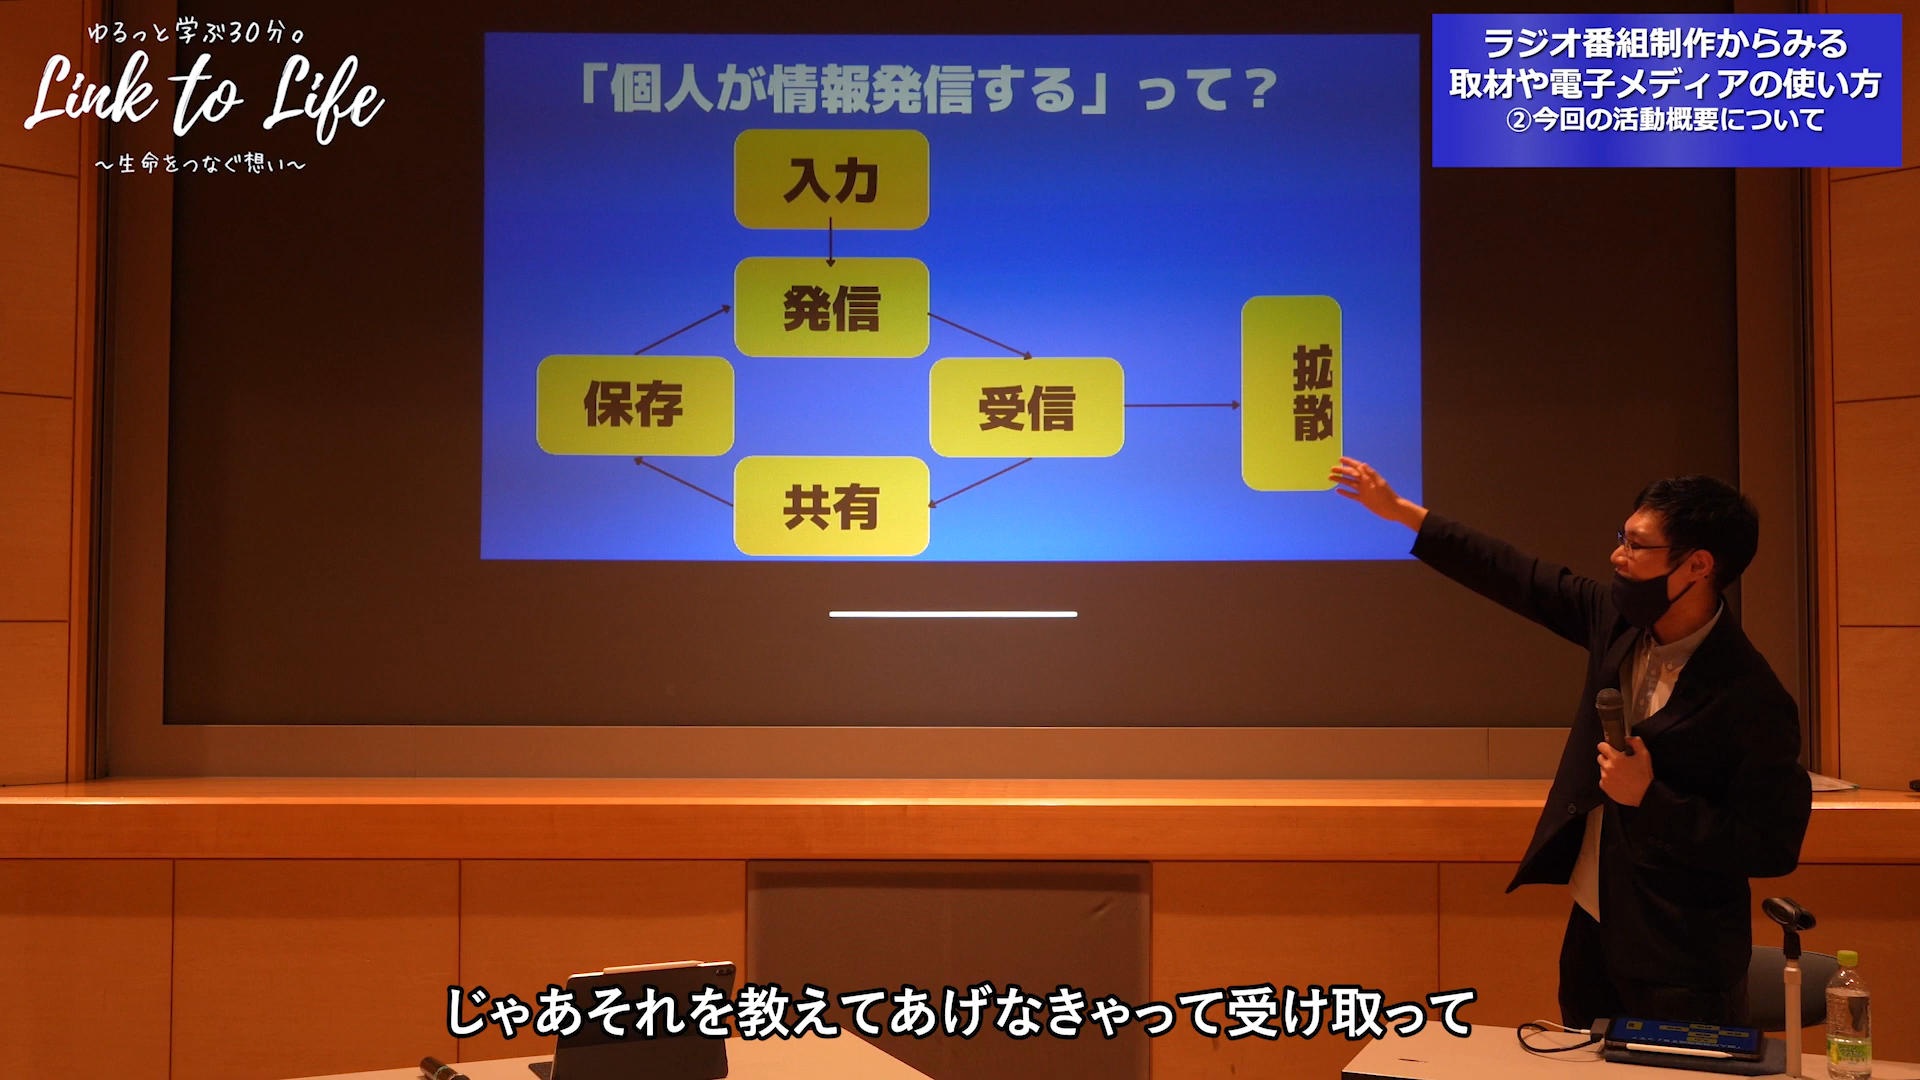 ゆるっと学ぶ30分。
Link to Life
～生命をつなぐ想い～
ラジオ番組制作からみる
取材や電子メディアの使い方
②今回の活動概要について
「個人が情報発信する」って？
入力
発信
保存
受信
拡散
共有
じゃあそれを教えてあげなきゃって受け取って